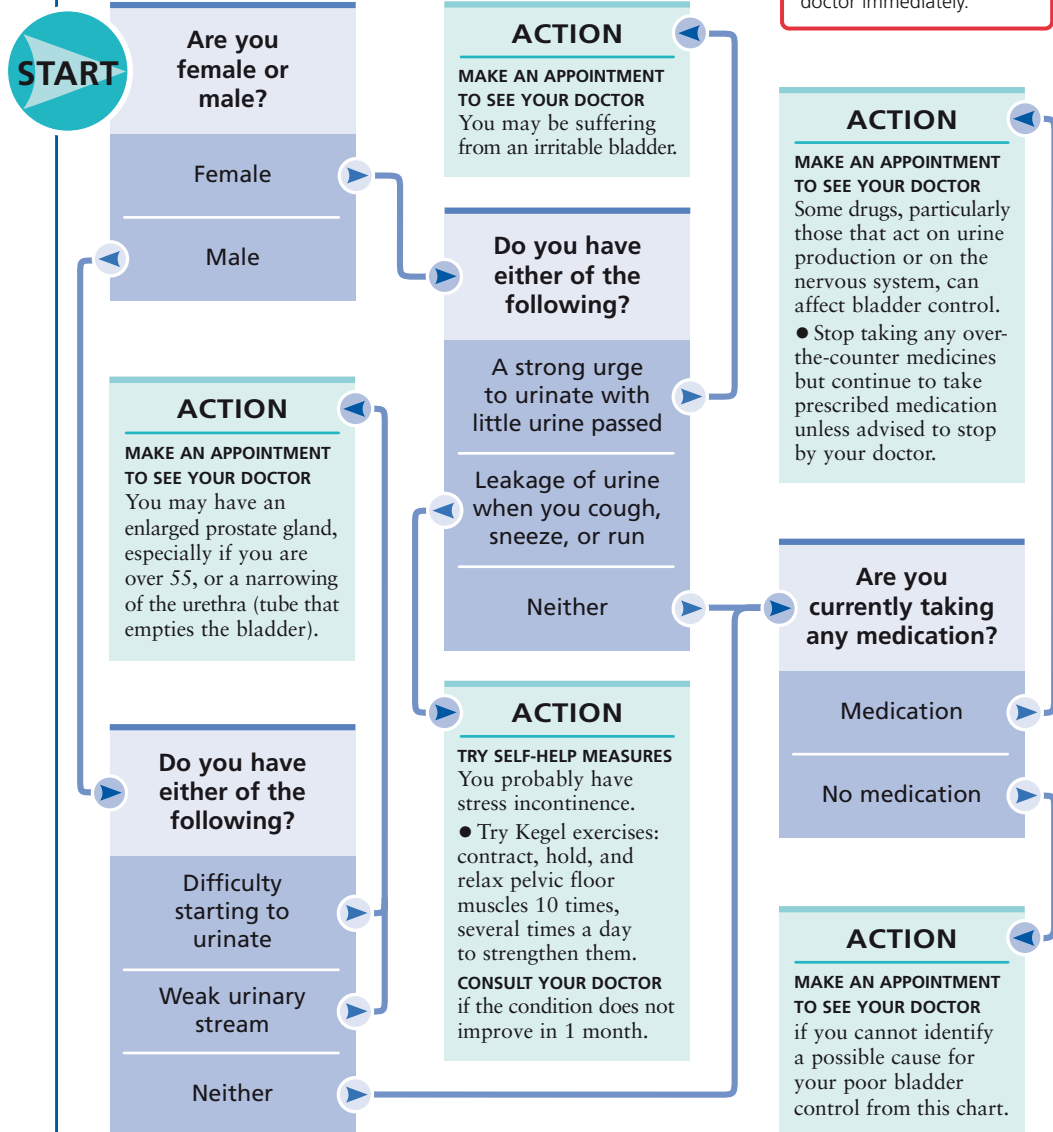 START
Are you
female or
male?
Female
Male
ACTION
MAKE AN APPOINTMENT
TO SEE YOUR DOCTOR
You may be suffering
from an irritable bladder.
Do you have
either of the
following?
A strong urge
to urinate with
little urine passed
Leakage of urine
when you cough,
sneeze, or run
Neither
ACTION
MAKE AN APPOINTMENT
TO SEE YOUR DOCTOR
You may have an
enlarged prostate gland,
especially if you are
over 55, or a narrowing
of the urethra (tube that
empties the bladder).
Do you have
either of the
following?
Difficulty
starting to
urinate
Weak urinary
stream
Neither
ACTION
TRY SELF-HELP MEASURES
You probably have
stress incontinence.
● Try Kegel exercises:
contract, hold, and
relax pelvic floor
muscles 10 times,
several times a day
to strengthen them.
CONSULT YOUR DOCTOR
if the condition does not
improve in 1 month.
doctor immediately.
ACTION
MAKE AN APPOINTMENT
TO SEE YOUR DOCTOR
Some drugs, particularly
those that act on urine
production or on the
nervous system, can
affect bladder control.
● Stop taking any over-
the-counter medicines
but continue to take
prescribed medication
unless advised to stop
by your doctor.
Are you
currently taking
any medication?
Medication
No medication
ACTION
MAKE AN APPOINTMENT
TO SEE YOUR DOCTOR
if you cannot identify
a possible cause for
your poor bladder
control from this chart.